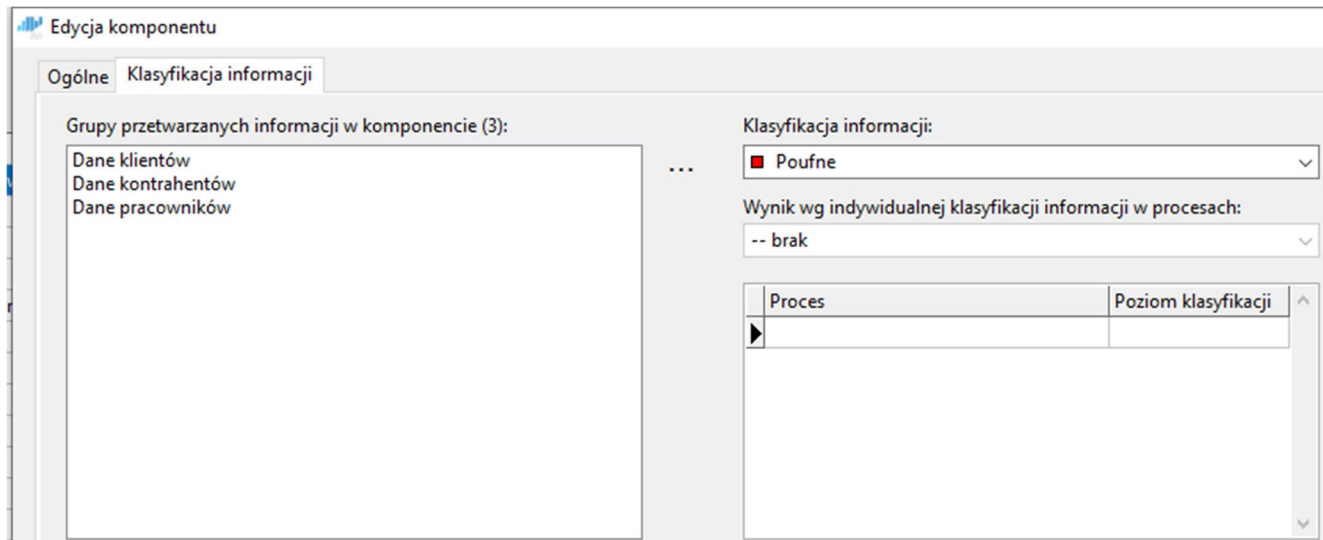 Edycja komponentu
Ogólne
Klasyfikacja informacji
Grupy przetwarzanych informacji w komponencie (3):
Dane klientów
Dane kontrahentów
Dane pracowników
...
Klasyfikacja informacji:
Poufne
Wynik wg indywidualnej klasyfikacji informacji w procesach:
-- brak
Proces
Poziom klasyfikacji